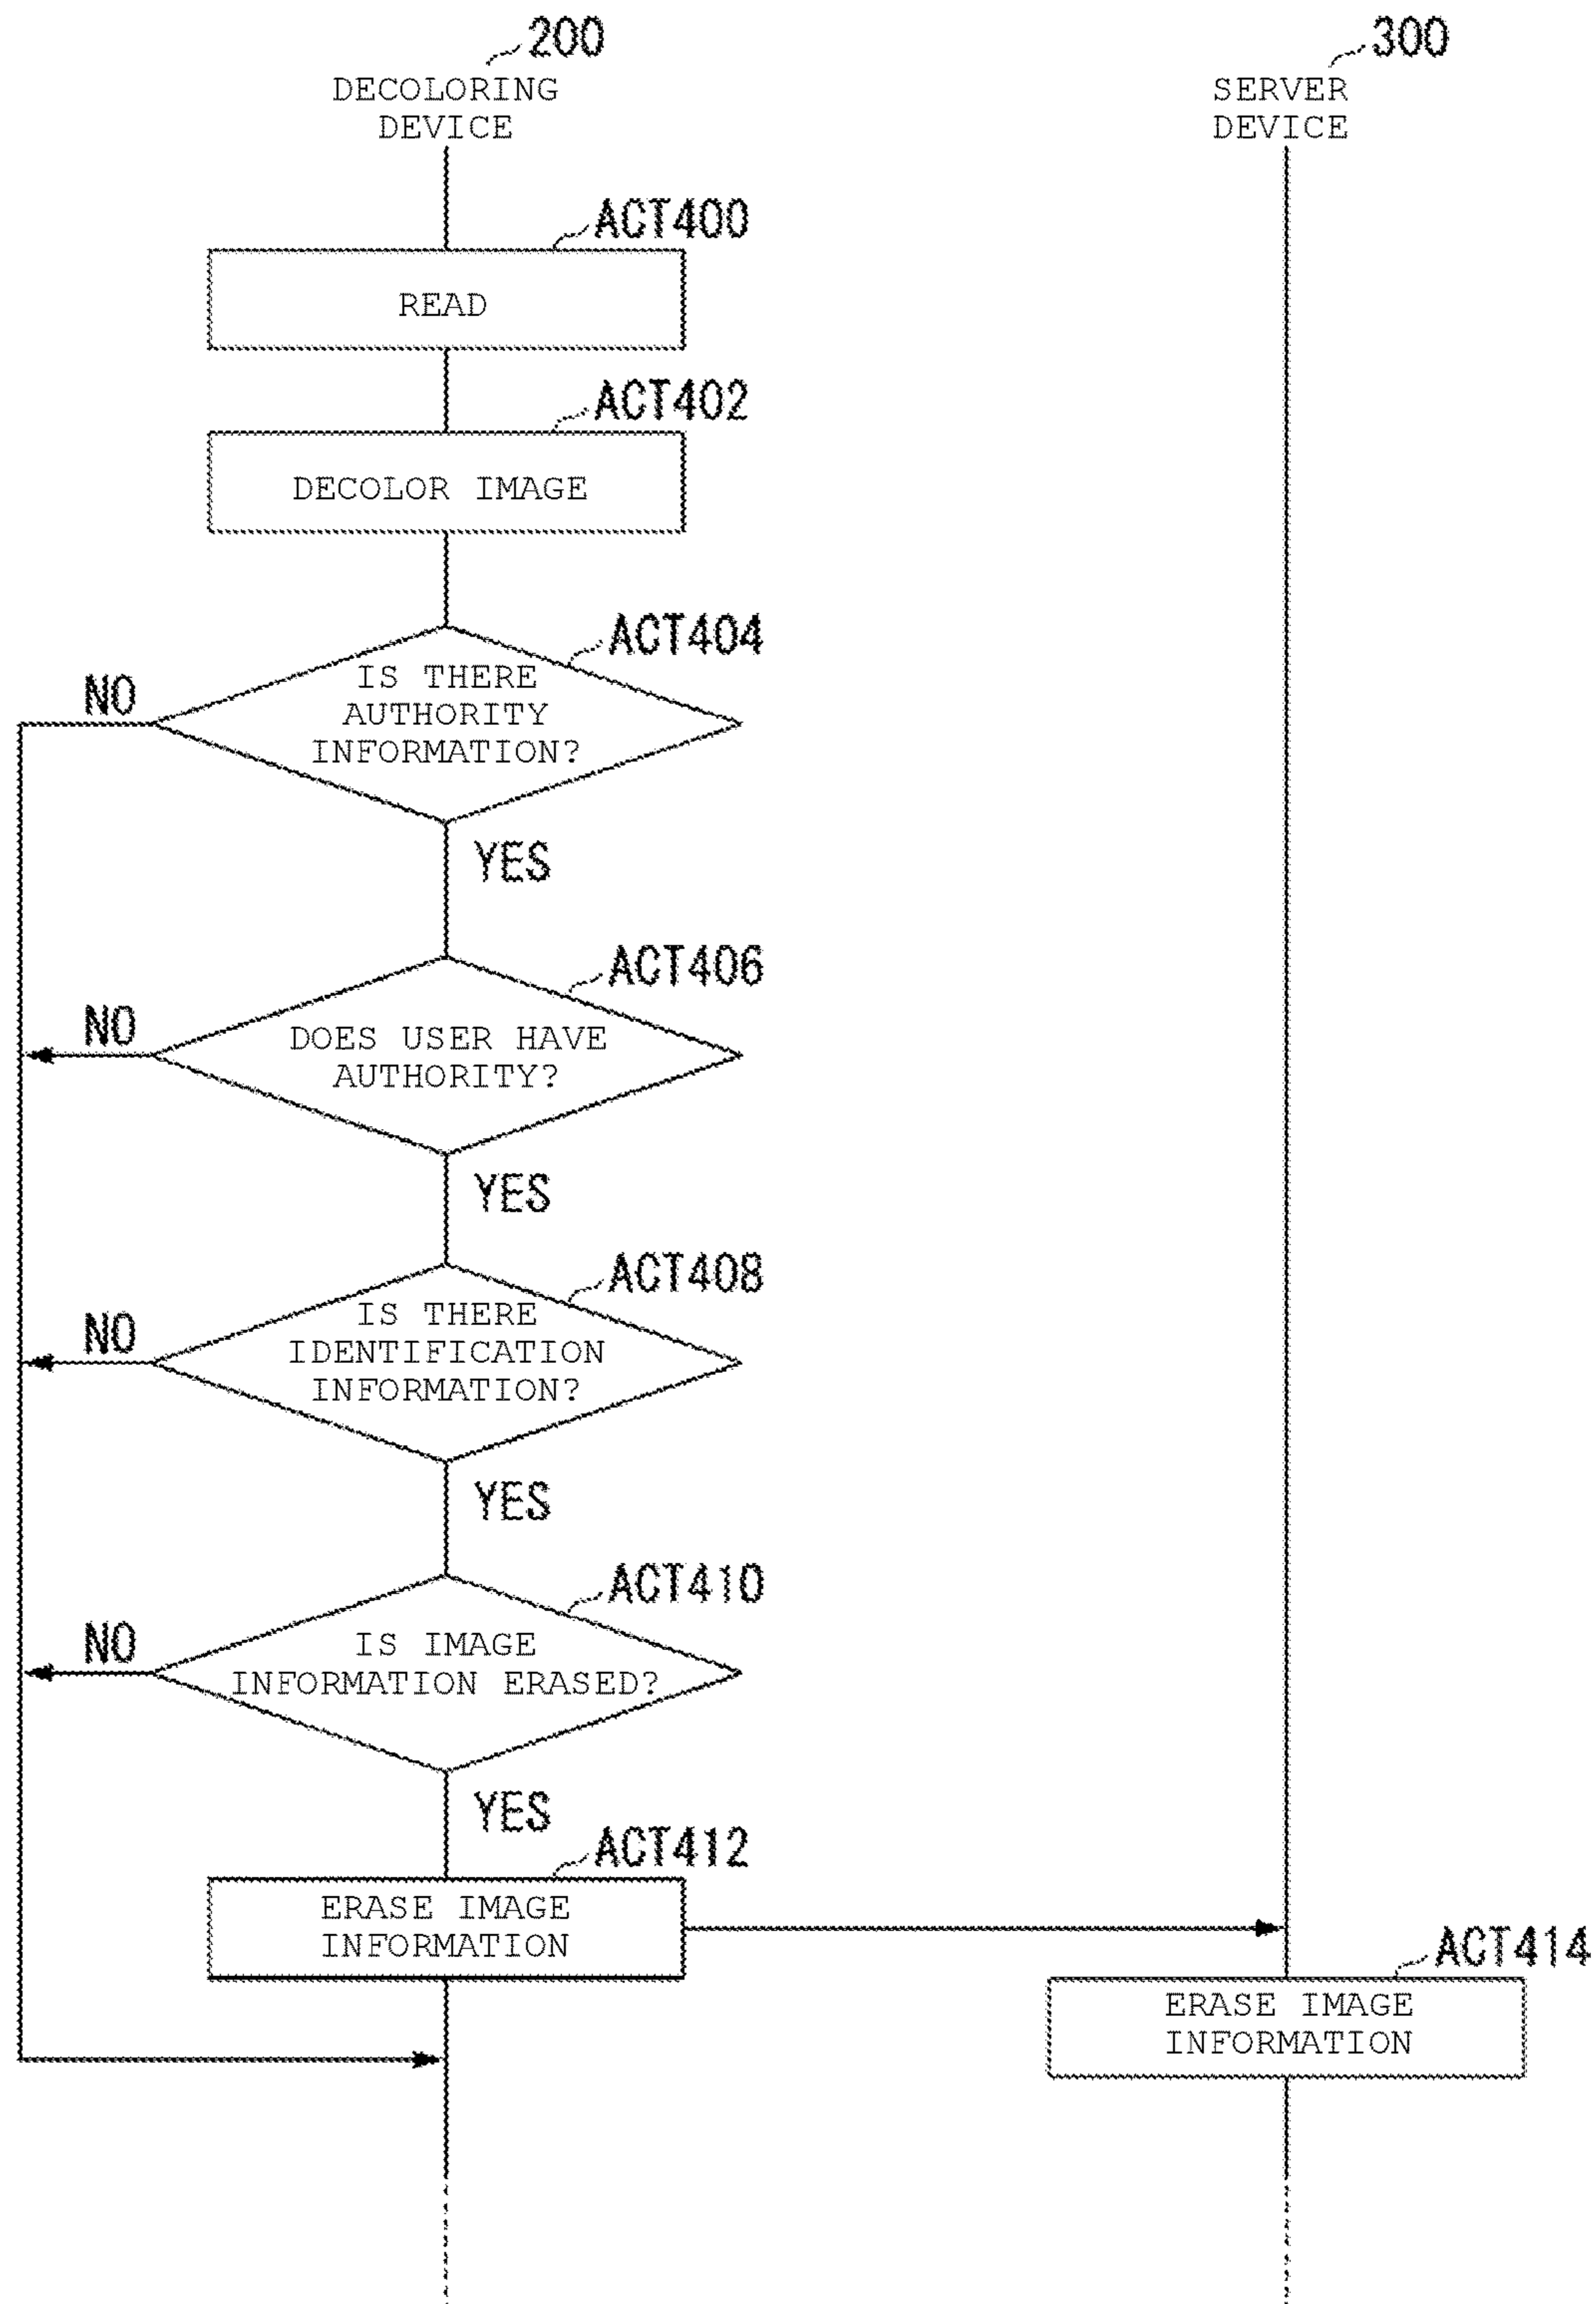 200
DECOLORING
DEVICE
300
SERVER
DEVICE
ACT400
READ
ACT402
DECOLOR IMAGE
ACT404
IS THERE
AUTHORITY
INFORMATION?
NO
YES
ACT406
DOES USER HAVE
AUTHORITY?
NO
YES
ACT408
IS THERE
IDENTIFICATION
INFORMATION?
NO
YES
ACT410
IS IMAGE
INFORMATION ERASED?
NO
YES
ACT412
ERASE IMAGE
INFORMATION
ACT414
ERASE IMAGE
INFORMATION